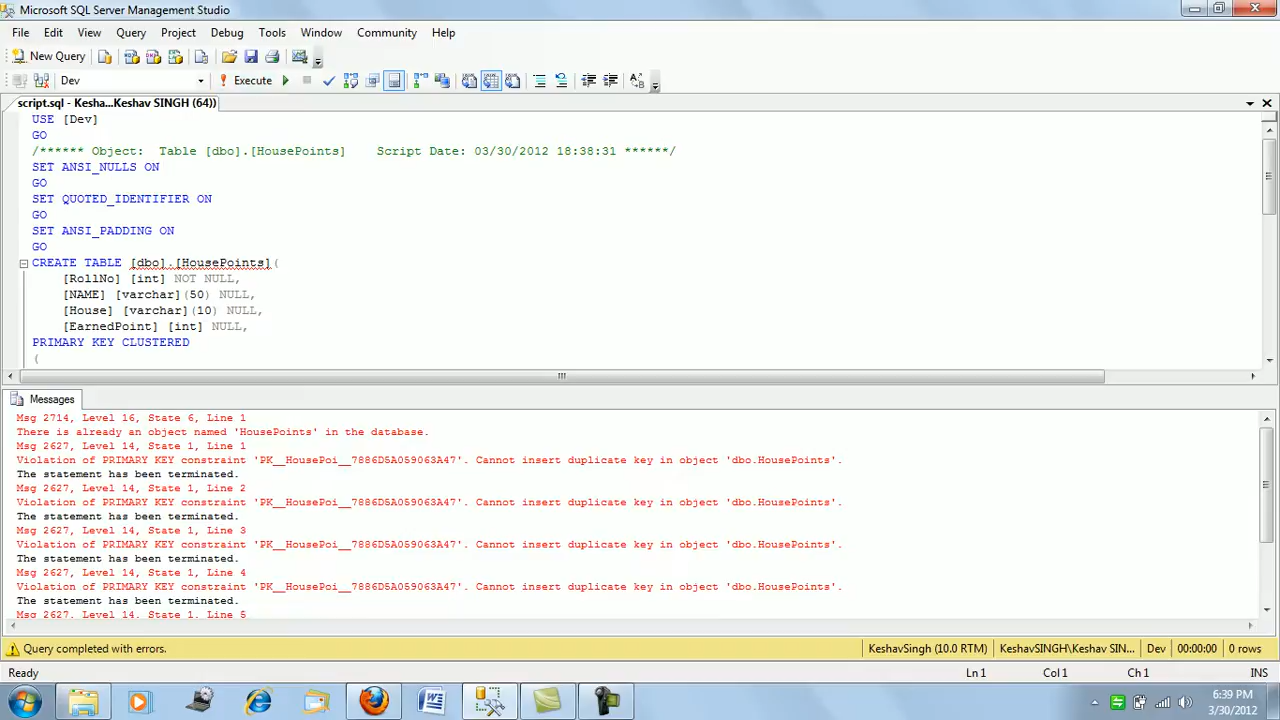 Microsoft SQL Server Management Studio
File Edit View Query Project Debug Tools Window Community Help
New Query
Dev Execute
script.sql - Kesha...Keshav SINGH (64))
USE [Dev]
GO
/****** Object:  Table [dbo].[HousePoints]    Script Date: 03/30/2012 18:38:31 ******/
SET ANSI_NULLS ON
GO
SET QUOTED_IDENTIFIER ON
GO
SET ANSI_PADDING ON
GO
CREATE TABLE [dbo].[HousePoints](
[RollNo] [int] NOT NULL,
[NAME] [varchar](50) NULL,
[House] [varchar](10) NULL,
[EarnedPoint] [int] NULL,
PRIMARY KEY CLUSTERED
(
Messages
Msg 2714, Level 16, State 6, Line 1
There is already an object named 'HousePoints' in the database.
Msg 2627, Level 14, State 1, Line 1
Violation of PRIMARY KEY constraint 'PK__HousePoi__7886D5A059063A47'. Cannot insert duplicate key in object 'dbo.HousePoints'.
The statement has been terminated.
Msg 2627, Level 14, State 1, Line 2
Violation of PRIMARY KEY constraint 'PK__HousePoi__7886D5A059063A47'. Cannot insert duplicate key in object 'dbo.HousePoints'.
The statement has been terminated.
Msg 2627, Level 14, State 1, Line 3
Violation of PRIMARY KEY constraint 'PK__HousePoi__7886D5A059063A47'. Cannot insert duplicate key in object 'dbo.HousePoints'.
The statement has been terminated.
Msg 2627, Level 14, State 1, Line 4
Violation of PRIMARY KEY constraint 'PK__HousePoi__7886D5A059063A47'. Cannot insert duplicate key in object 'dbo.HousePoints'.
The statement has been terminated.
Msg 2627, Level 14, State 1, Line 5
Query completed with errors. KeshavSingh (10.0 RTM) KeshavSINGH\Keshav SIN... Dev 00:00:00 0 rows
Ready Ln 1 Col 1 Ch 1 INS
6:39 PM
3/30/2012